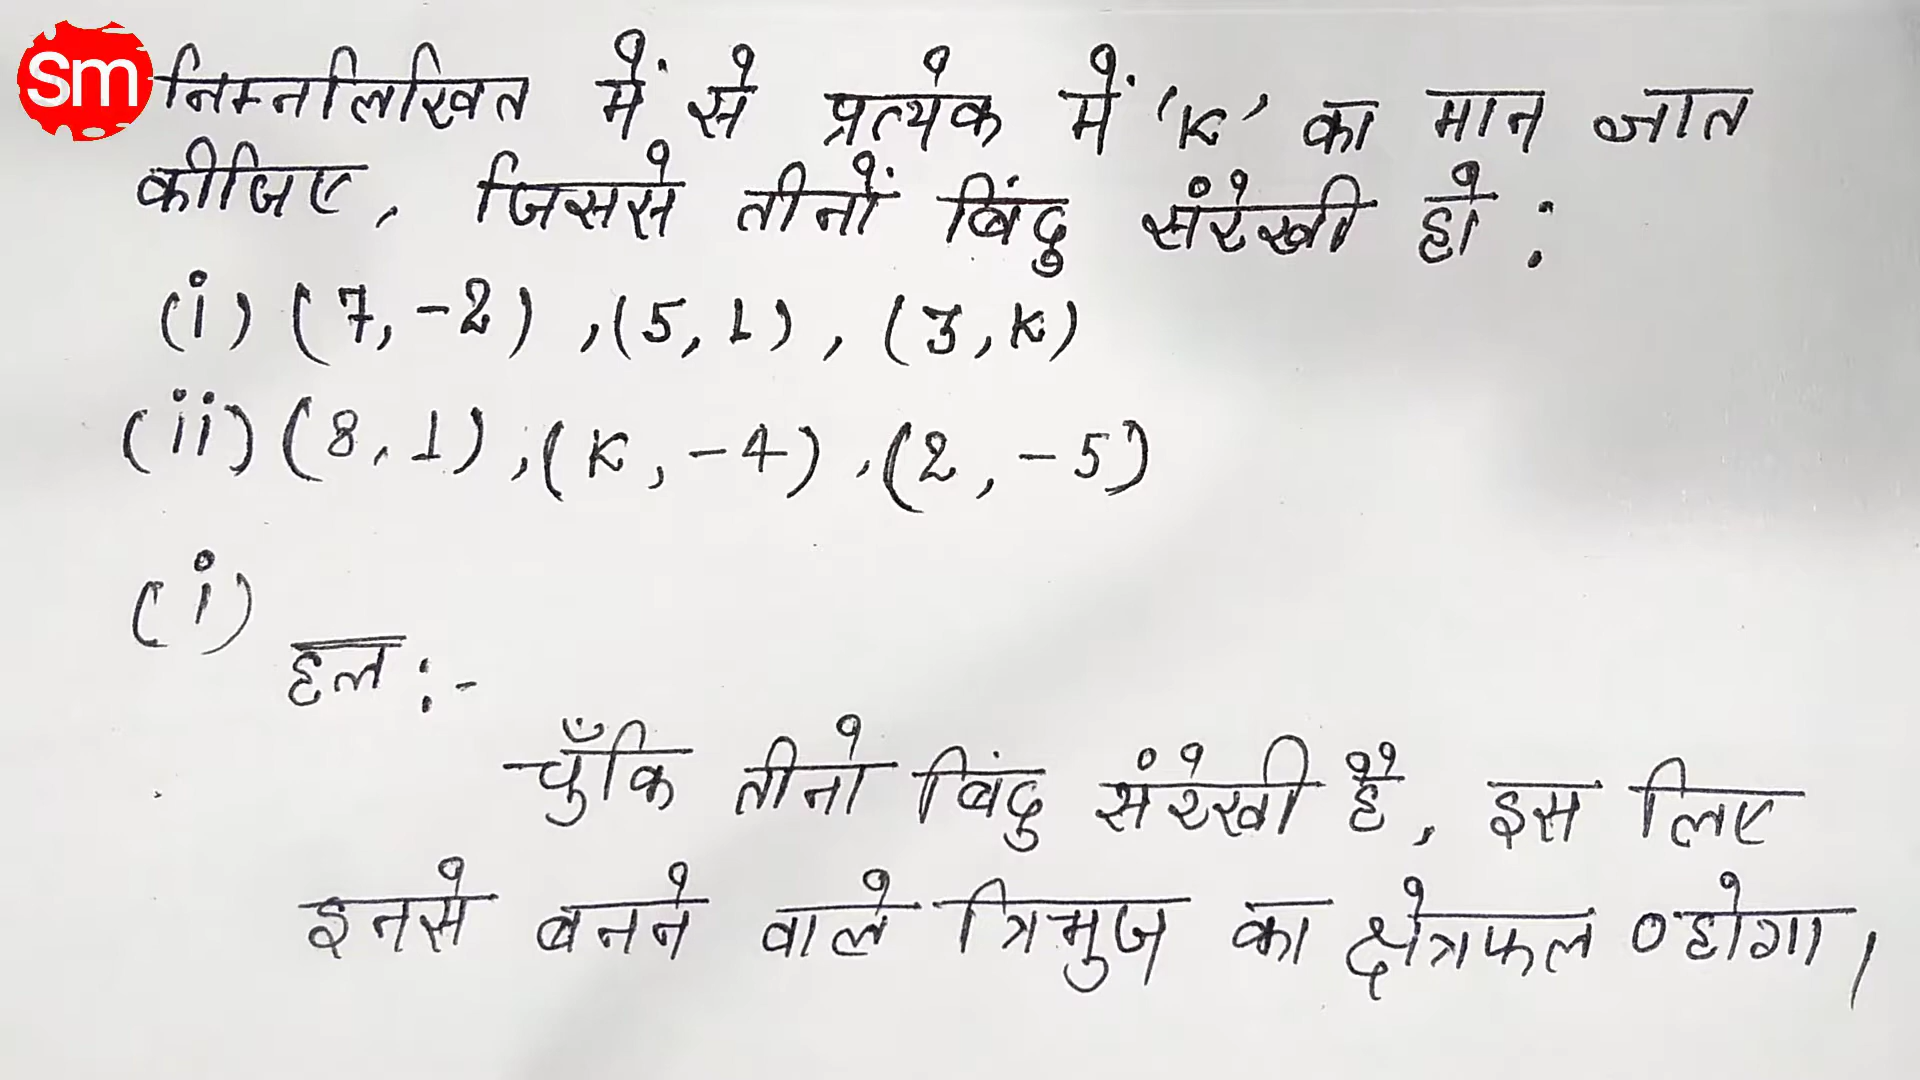 Sm
निम्नलिखित में से प्रत्येक में 'K' का मान ज्ञात
कीजिए, जिससे तीनों बिंदु संरेखी हो :
(i) (7, -2), (5, 1), (3, K)
(ii) (8, 1), (K, -4), (2, -5)
(i)
हल :-
चुँकि तीनो बिंदु संरेखी है, इस लिए
इनसे बनने वाले त्रिभुज का क्षेत्रफल 0 होगा।